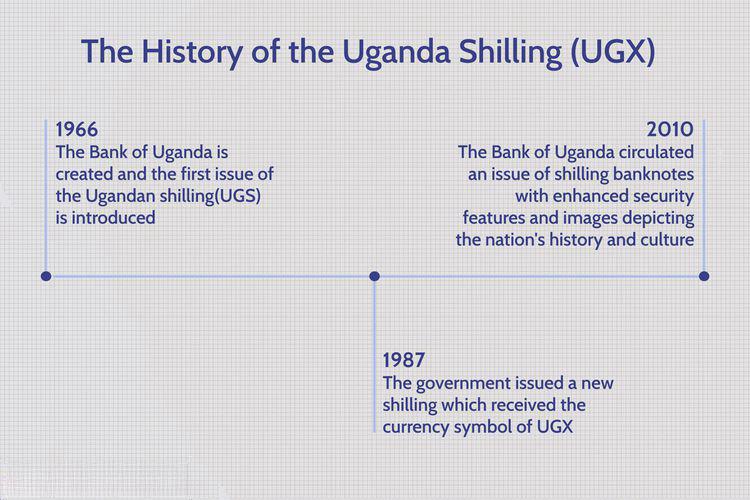 The History of the Uganda Shilling (UGX)
1966
The Bank of Uganda is
created and the first issue of
the Ugandan shilling(UGS)
is introduced
2010
The Bank of Uganda circulated
an issue of shilling banknotes
with enhanced security
features and images depicting
the nation's history and culture
1987
The government issued a new
shilling which received the
currency symbol of UGX